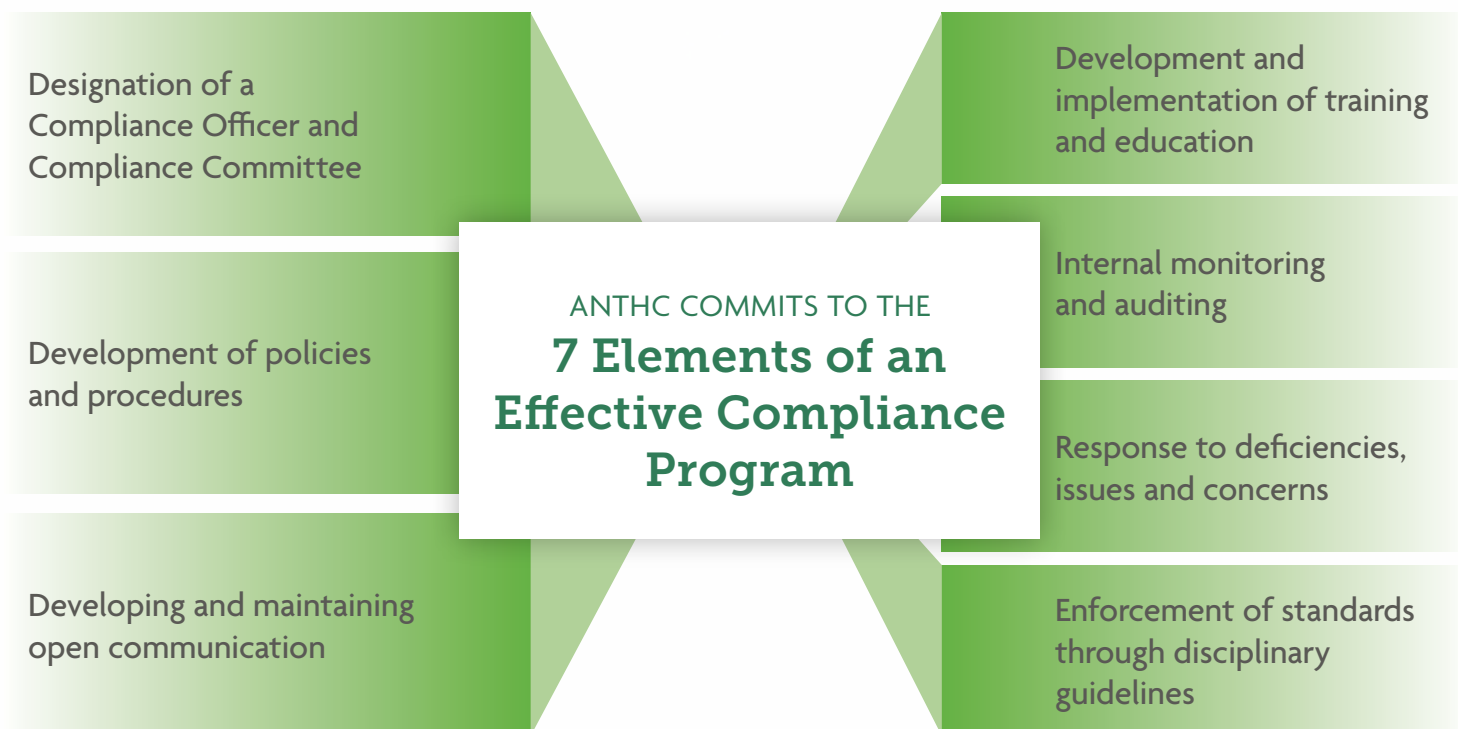 Designation of a
Compliance Officer and
Compliance Committee
Development of policies
and procedures
Developing and maintaining
open communication
ANTHC COMMITS TO THE
7 Elements of an
Effective Compliance
Program
Development and
implementation of training
and education
Internal monitoring
and auditing
Response to deficiencies,
issues and concerns
Enforcement of standards
through disciplinary
guidelines